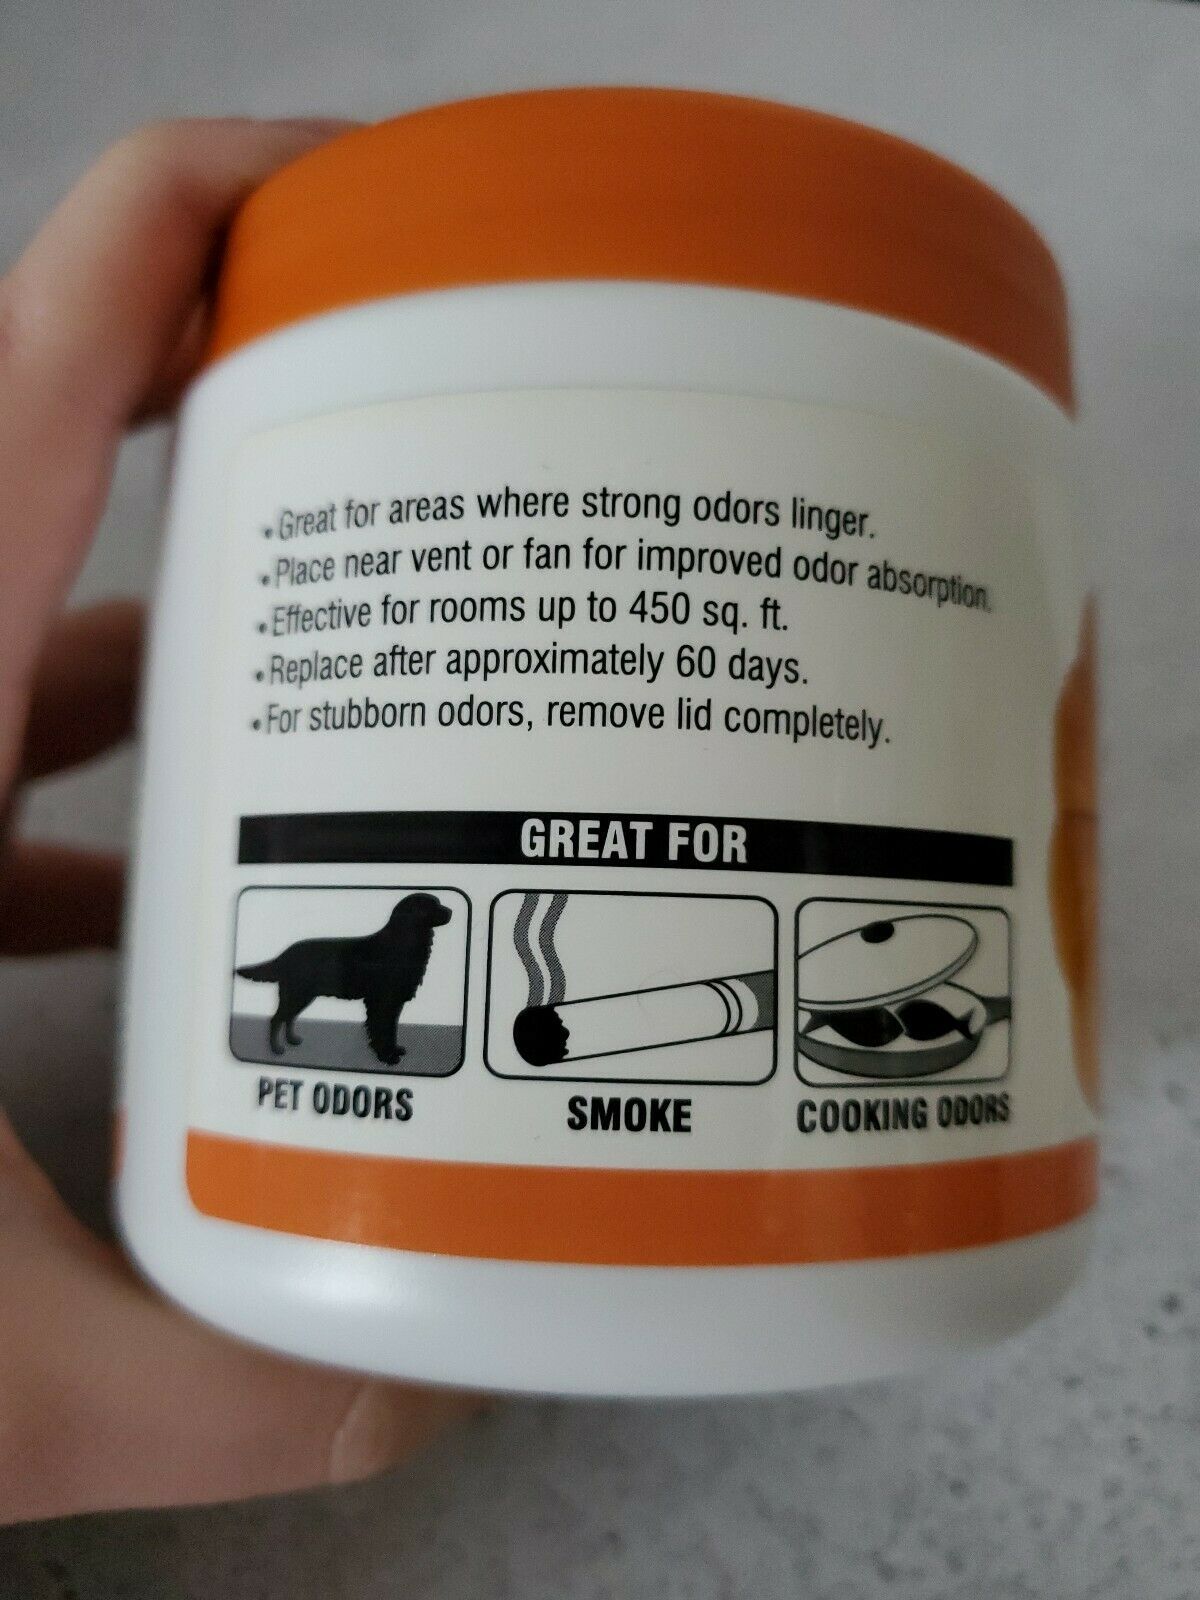 •Great for areas where strong odors linger.
•Place near vent or fan for improved odor absorption.
•Effective for rooms up to 450 sq. ft.
•Replace after approximately 60 days.
•For stubborn odors, remove lid completely.
GREAT FOR
PET ODORS
SMOKE
COOKING ODORS